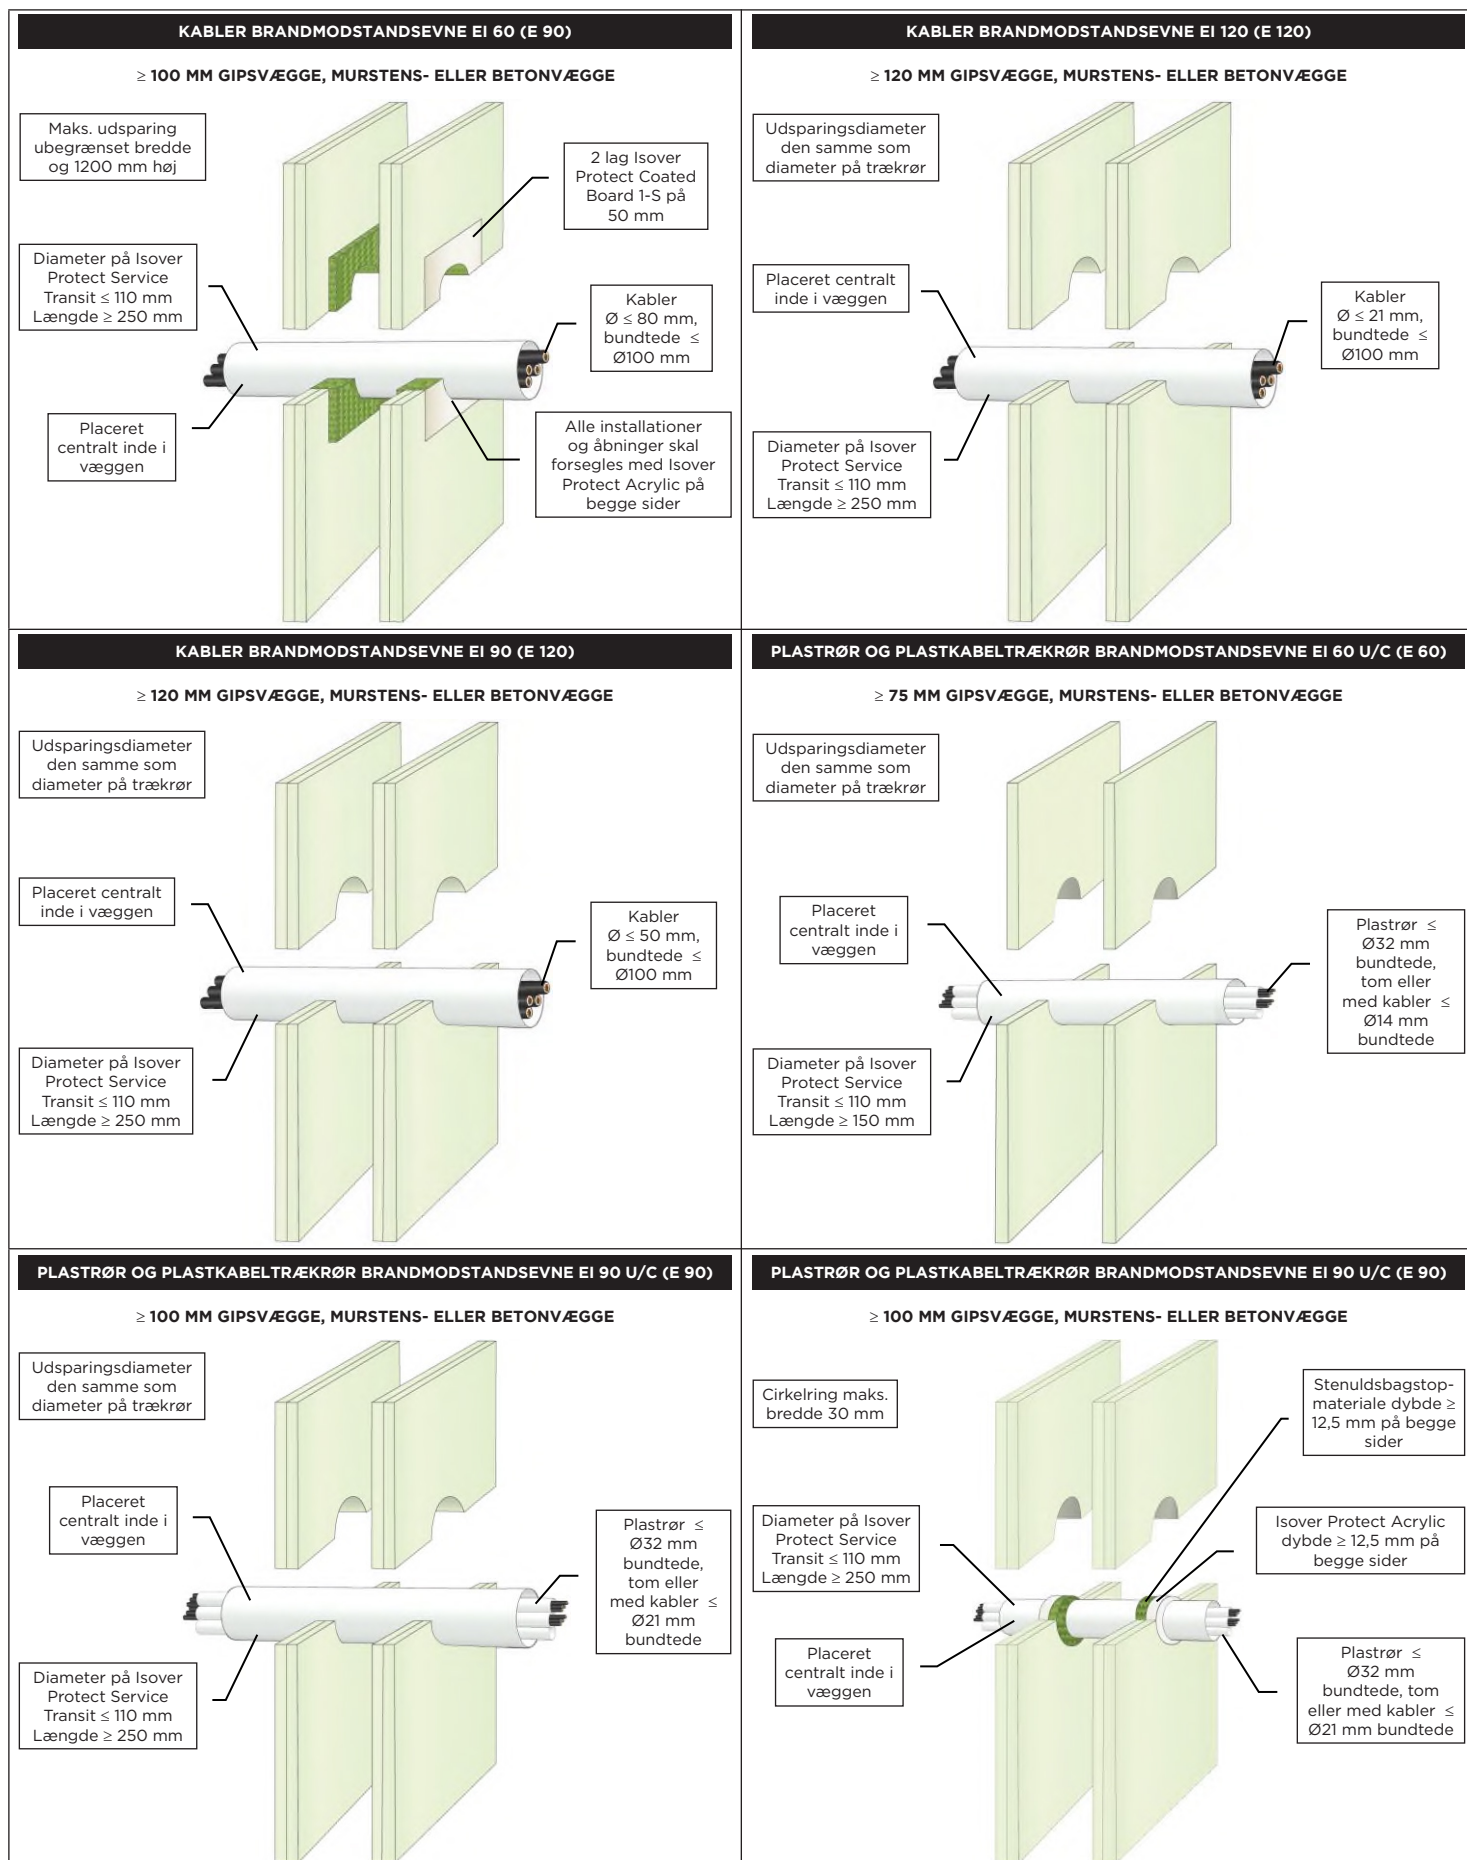 KABLER BRANDMODSTANDSEVNE EI 60 (E 90)
≥ 100 MM GIPSVÆGGE, MURSTENS- ELLER BETONVÆGGE
Maks. udsparing
ubegrænset bredde
og 1200 mm høj
2 lag Isover
Protect Coated
Board 1-S på
50 mm
Diameter på Isover
Protect Service
Transit ≤ 110 mm
Længde ≥ 250 mm
Kabler
Ø ≤ 80 mm,
bundtede ≤
Ø100 mm
Placeret
centralt inde i
væggen
Alle installationer
og åbninger skal
forsegles med Isover
Protect Acrylic på
begge sider
KABLER BRANDMODSTANDSEVNE EI 120 (E 120)
≥ 120 MM GIPSVÆGGE, MURSTENS- ELLER BETONVÆGGE
Udsparingsdiameter
den samme som
diameter på trækrør
Placeret centralt
inde i væggen
Kabler
Ø ≤ 21 mm,
bundtede ≤
Ø100 mm
Diameter på Isover
Protect Service
Transit ≤ 110 mm
Længde ≥ 250 mm
KABLER BRANDMODSTANDSEVNE EI 90 (E 120)
≥ 120 MM GIPSVÆGGE, MURSTENS- ELLER BETONVÆGGE
Udsparingsdiameter
den samme som
diameter på trækrør
Placeret centralt
inde i væggen
Kabler
Ø ≤ 50 mm,
bundtede ≤
Ø100 mm
Diameter på Isover
Protect Service
Transit ≤ 110 mm
Længde ≥ 250 mm
PLASTRØR OG PLASTKABELTRÆKRØR BRANDMODSTANDSEVNE EI 60 U/C (E 60)
≥ 75 MM GIPSVÆGGE, MURSTENS- ELLER BETONVÆGGE
Udsparingsdiameter
den samme som
diameter på trækrør
Placeret
centralt inde i
væggen
Plastrør ≤
Ø32 mm
bundtede,
tom eller
med kabler ≤
Ø14 mm
bundtede
Diameter på Isover
Protect Service
Transit ≤ 110 mm
Længde ≥ 150 mm
PLASTRØR OG PLASTKABELTRÆKRØR BRANDMODSTANDSEVNE EI 90 U/C (E 90)
≥ 100 MM GIPSVÆGGE, MURSTENS- ELLER BETONVÆGGE
Udsparingsdiameter
den samme som
diameter på trækrør
Placeret
centralt inde i
væggen
Plastrør ≤
Ø32 mm
bundtede,
tom eller
med kabler ≤
Ø21 mm
bundtede
Diameter på Isover
Protect Service
Transit ≤ 110 mm
Længde ≥ 250 mm
PLASTRØR OG PLASTKABELTRÆKRØR BRANDMODSTANDSEVNE EI 90 U/C (E 90)
≥ 100 MM GIPSVÆGGE, MURSTENS- ELLER BETONVÆGGE
Cirkelring maks.
bredde 30 mm
Stenuldsbagstop-
materiale dybde ≥
12,5 mm på begge
sider
Diameter på Isover
Protect Service
Transit ≤ 110 mm
Længde ≥ 250 mm
Isover Protect Acrylic
dybde ≥ 12,5 mm på
begge sider
Placeret
centralt inde i
væggen
Plastrør ≤
Ø32 mm
bundtede, tom
eller med kabler ≤
Ø21 mm bundtede